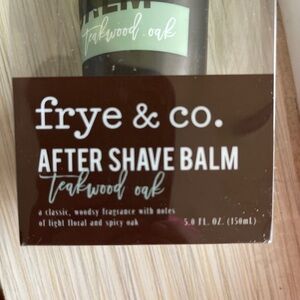 BALM
teakwood oak
frye & co.
AFTER SHAVE BALM
teakwood oak
a classic, woodsy fragrance with notes
of light floral and spicy oak
5.0 FL. OZ. (150mL)